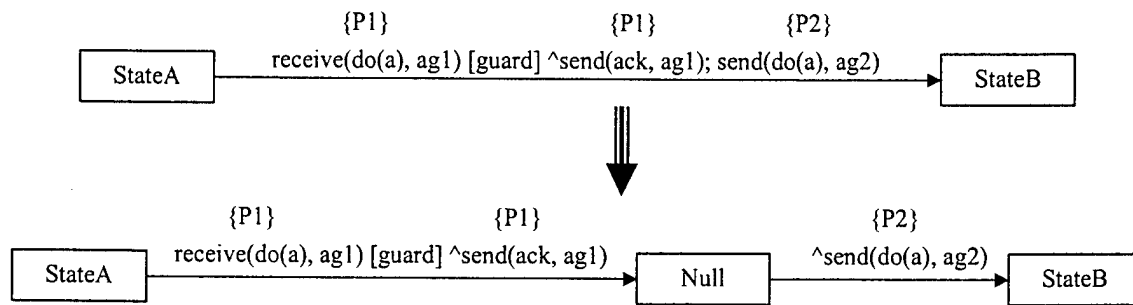 {P1} {P1} {P2}
receive(do(a), ag1) [guard] ^send(ack, ag1); send(do(a), ag2)
StateA StateB
{P1} {P1} {P2}
receive(do(a), ag1) [guard] ^send(ack, ag1) ^send(do(a), ag2)
StateA Null StateB